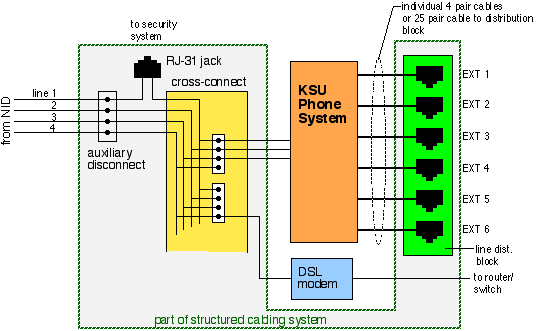 individual 4 pair cables
or 25 pair cable to distribution
block
to security
system
RJ-31 jack
cross-connect
KSU
Phone
System
EXT 1
EXT 2
EXT 3
EXT 4
EXT 5
EXT 6
from NID
line 1
2
3
4
auxiliary
disconnect
line dist.
block
DSL
modem
to router/
switch
part of structured calbing system